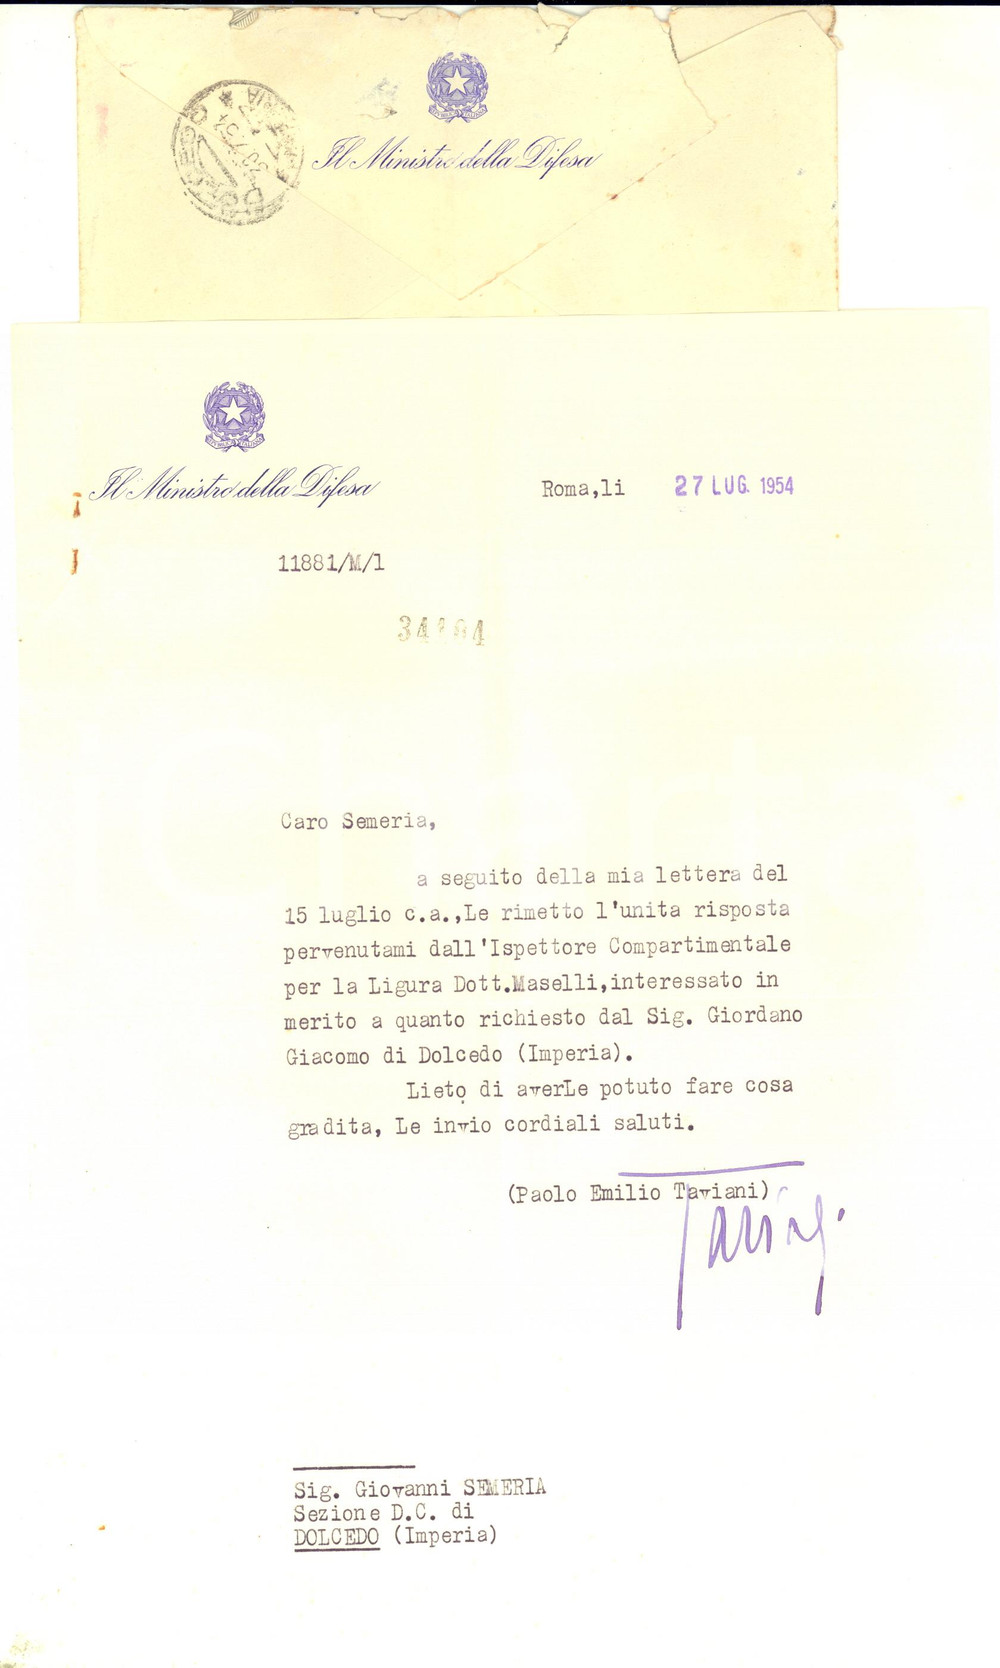 Il Ministro della Difesa
Il Ministro della Difesa
Roma,li 27 LUG. 1954
11881/M/1
Caro Semeria,
a seguito della mia lettera del
15 luglio c.a.,Le rimetto l'unita risposta
pervenutami dall'Ispettore Compartimentale
per la Ligura Dott.Maselli,interessato in
merito a quanto richiesto dal Sig. Giordano
Giacomo di Dolcedo (Imperia).
Lieto di averLe potuto fare cosa
gradita, Le invio cordiali saluti.
(Paolo Emilio Taviani)
Taviani
Sig. Giovanni SEMERIA
Sezione D.C. di
DOLCEDO (Imperia)